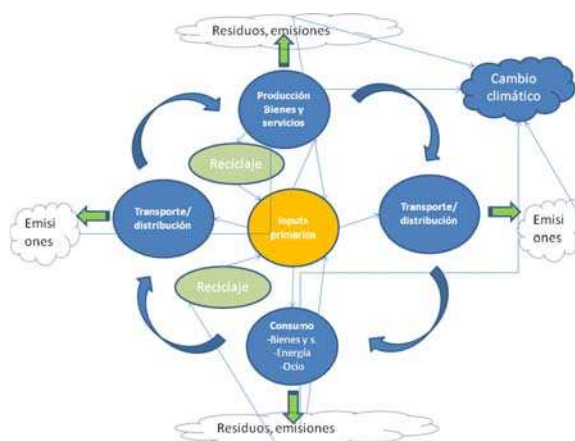 Residuos, emisiones
Cambio
climático
Producción
Bienes y
servicios
Reciclaje
Emisi
ones
Transporte/
distribución
Inputs
primarios
Transporte/
distribución
Emisi
ones
Reciclaje
Consumo
-Bienes y s.
-Energía
-Ocio
Residuos, emisiones